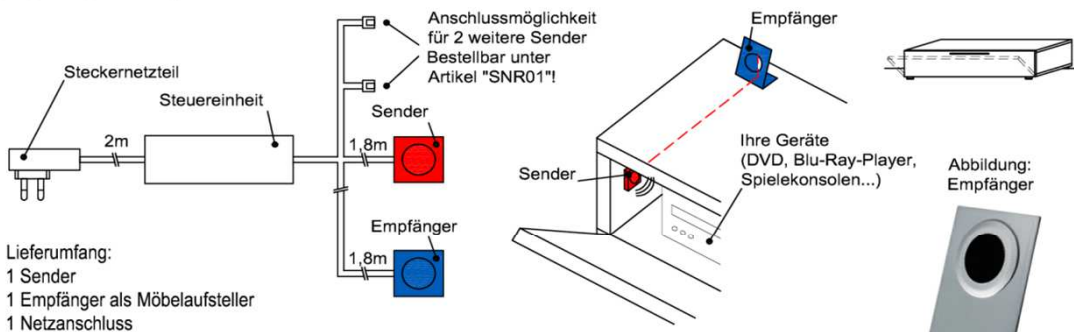 Anschlussmöglichkeit
für 2 weitere Sender
Bestellbar unter
Artikel "SNR01"!
Steckernetzteil
Steuereinheit
2m
Sender
1,8m
Empfänger
1,8m
Lieferumfang:
1 Sender
1 Empfänger als Möbelaufsteller
1 Netzanschluss
Empfänger
Sender
Ihre Geräte
(DVD, Blu-Ray-Player,
Spielekonsolen...)
Abbildung:
Empfänger